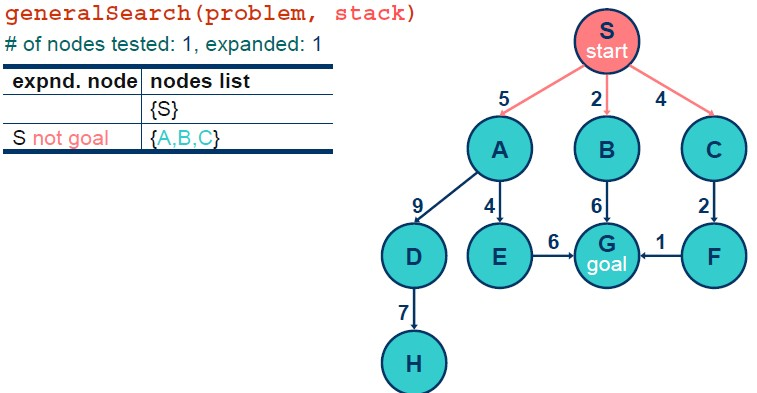 generalSearch(problem, stack)
# of nodes tested: 1, expanded: 1
expnd. node nodes list
{S}
S not goal {A,B,C}
S
start
5 2 4
A B C
9 4 6 2
D E 6 G 1 F
goal
7
H